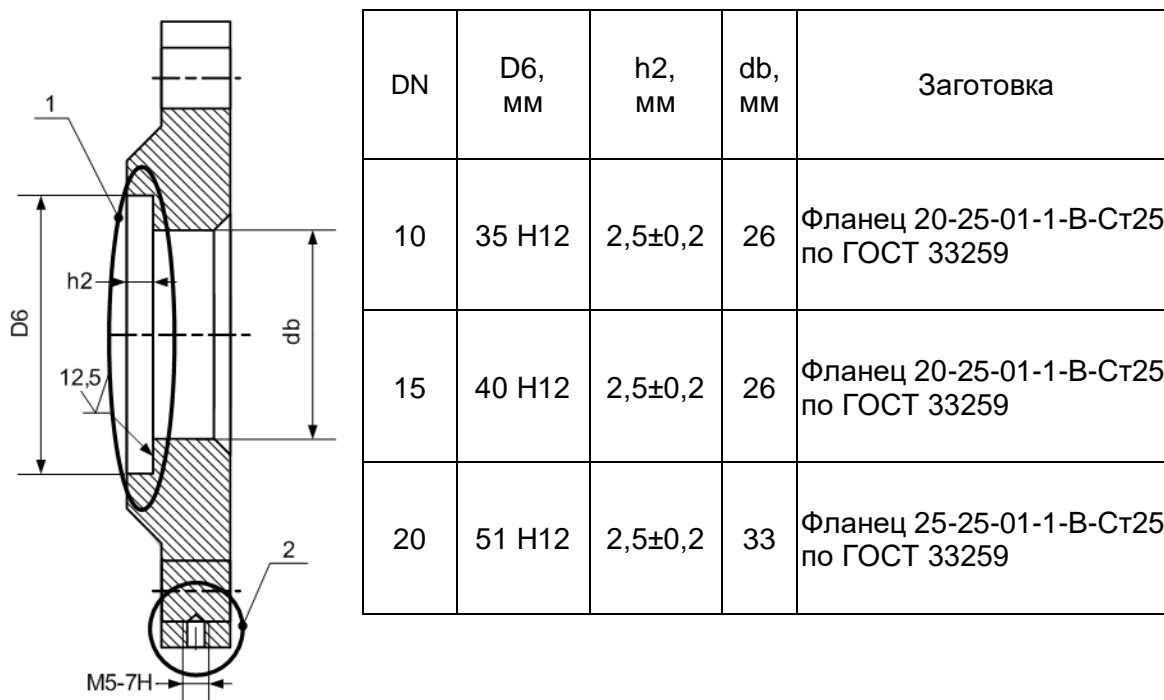 1
D6
h2
12,5
db
2
M5-7H
DN
D6,
мм
h2,
мм
db,
мм
Заготовка
10
35 H12
2,5±0,2
26
Фланец 20-25-01-1-В-Ст25
по ГОСТ 33259
15
40 H12
2,5±0,2
26
Фланец 20-25-01-1-В-Ст25
по ГОСТ 33259
20
51 H12
2,5±0,2
33
Фланец 25-25-01-1-В-Ст25
по ГОСТ 33259